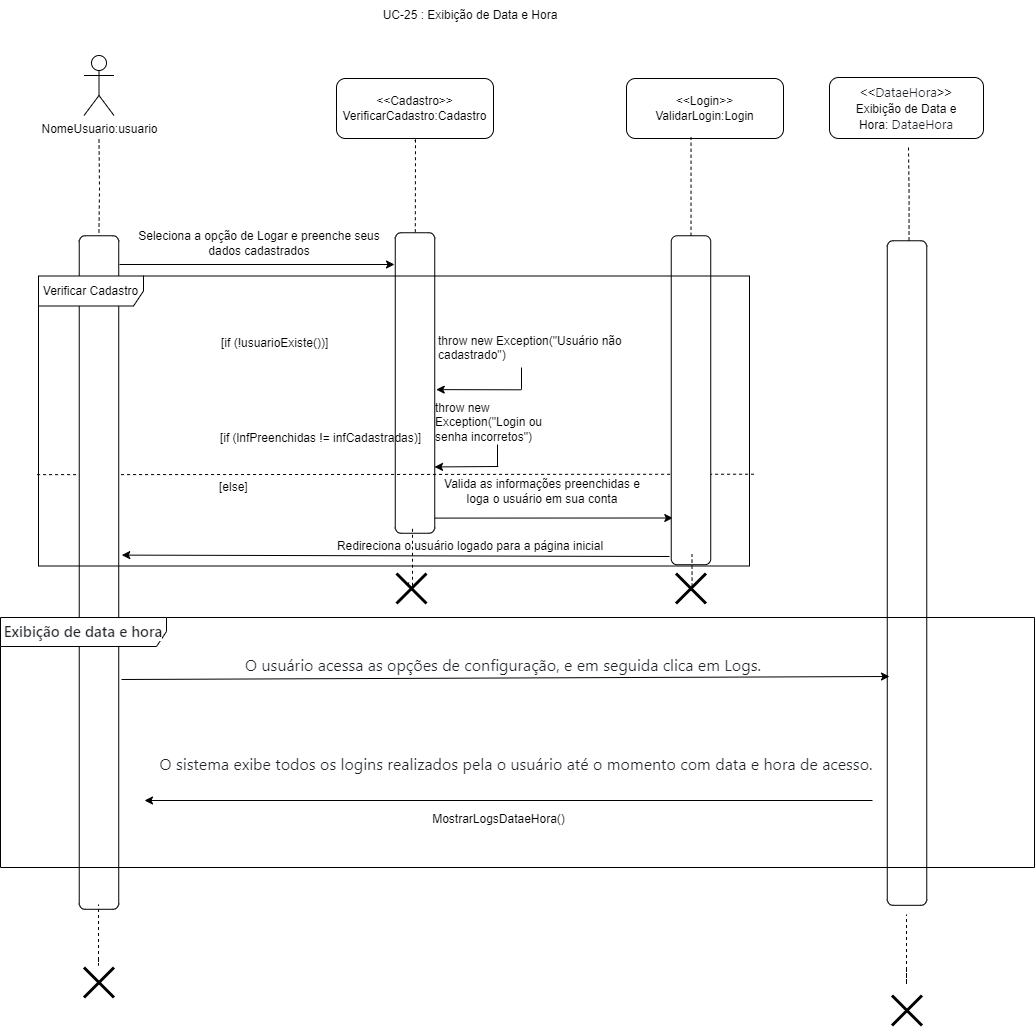 UC-25 : Exibição de Data e Hora
NomeUsuario:usuario
<<Cadastro>>
VerificarCadastro:Cadastro
<<Login>>
ValidarLogin:Login
<<DataeHora>>
Exibição de Data e
Hora: DataeHora
Seleciona a opção de Logar e preenche seus
dados cadastrados
Verificar Cadastro
[if (!usuarioExiste())]
throw new Exception("Usuário não
cadastrado")
throw new
Exception("Login ou
senha incorretos")
[if (InfPreenchidas != infCadastradas)]
[else]
Valida as informações preenchidas e
loga o usuário em sua conta
Redireciona o usuário logado para a página inicial
Exibição de data e hora
O usuário acessa as opções de configuração, e em seguida clica em Logs.
O sistema exibe todos os logins realizados pela o usuário até o momento com data e hora de acesso.
MostrarLogsDataeHora()